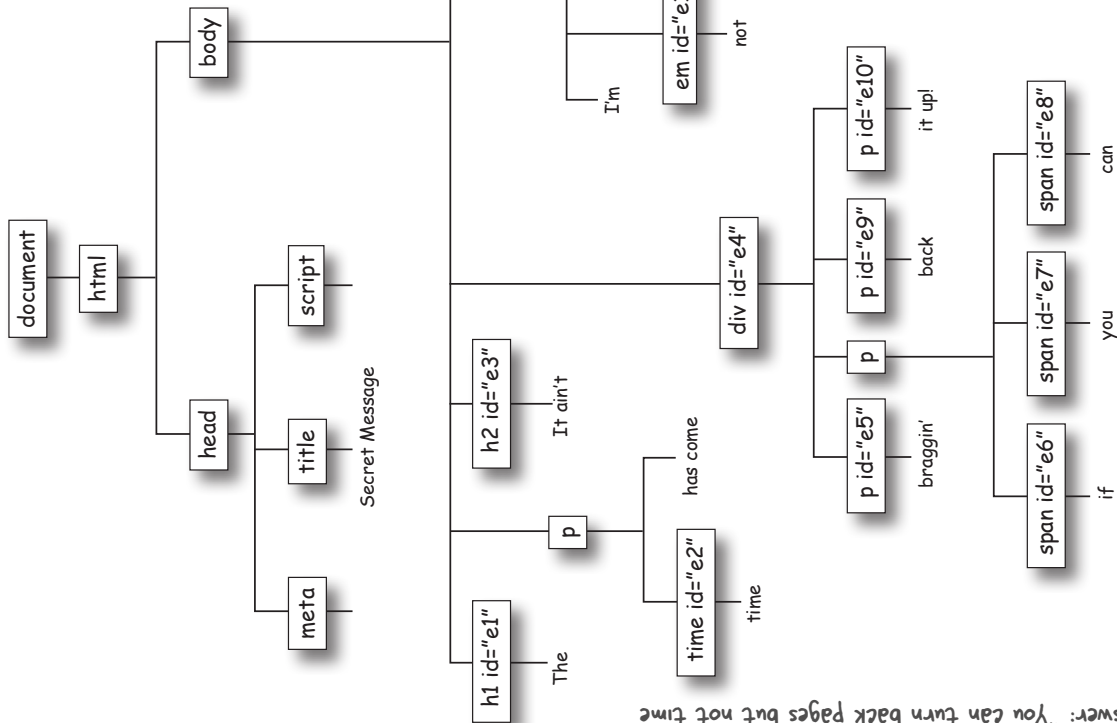 document
html
head
body
meta
title
script
Secret Message
h1 id="e1"
The
p
time id="e2"
time
has come
h2 id="e3"
It ain't
div id="e4"
p id="e5"
braggin'
p
span id="e6"
if
span id="e7"
you
span id="e8"
can
p id="e9"
back
p id="e10"
it up!
I'm
em id="e
not
You can turn back pages but not time